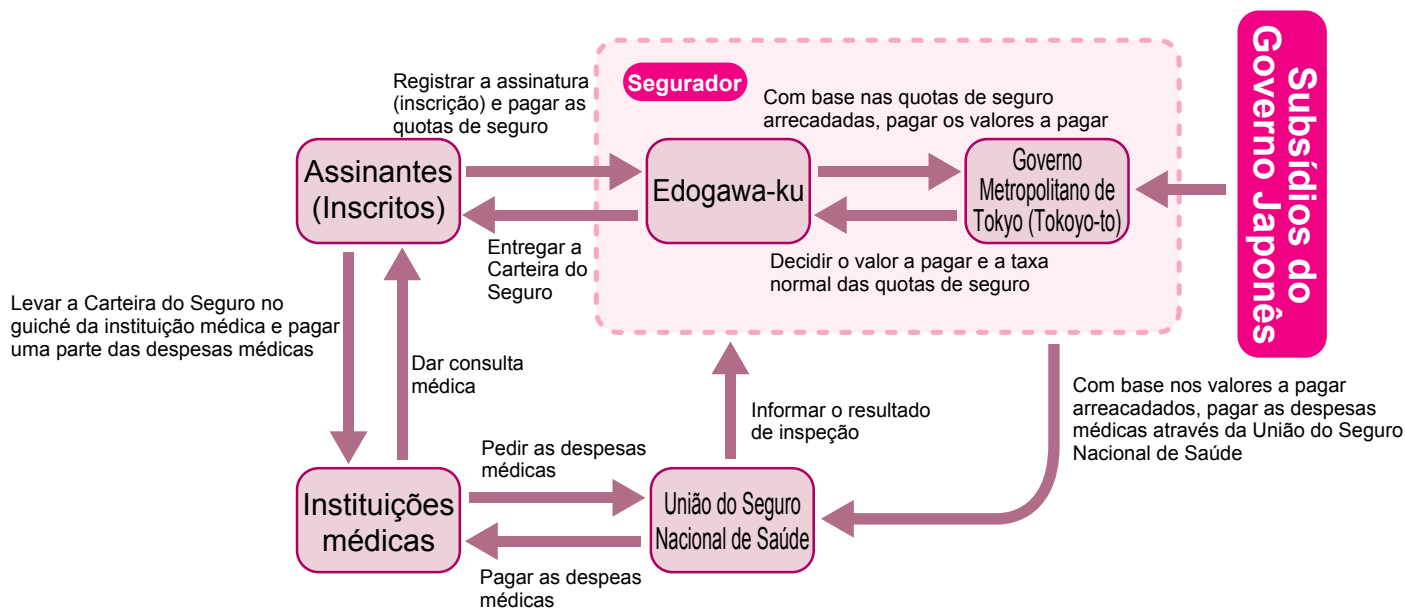 Subsídios do
Governo Japonês
Segurador
Registrar a assinatura
(inscrição) e pagar as
quotas de seguro
Com base nas quotas de seguro
arrecadadas, pagar os valores a pagar
Assinantes
(Inscritos)
Edogawa-ku
Governo
Metropolitano de
Tokyo (Tokoyo-to)
Entregar a
Carteira do
Seguro
Decidir o valor a pagar e a taxa
normal das quotas de seguro
Levar a Carteira do Seguro no
guiché da instituição médica e pagar
uma parte das despesas médicas
Dar consulta
médica
Informar o resultado
de inspeção
Com base nos valores a pagar
arreacadados, pagar as despesas
médicas através da União do Seguro
Nacional de Saúde
Pedir as despesas
médicas
Instituições
médicas
União do Seguro
Nacional de Saúde
Pagar as despeas
médicas